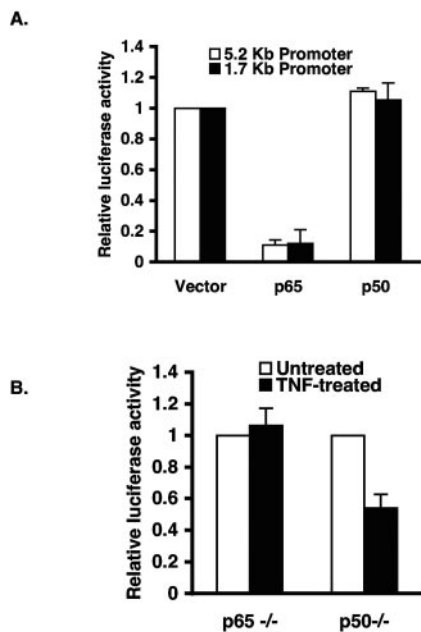 A.
Relative luciferase activity
1.4
1.2
1
0.8
0.6
0.4
0.2
0
5.2 Kb Promoter
1.7 Kb Promoter
Vector p65 p50
B.
Relative luciferase activity
1.4
1.2
1
0.8
0.6
0.4
0.2
0
Untreated
TNF-treated
p65 -/- p50-/-